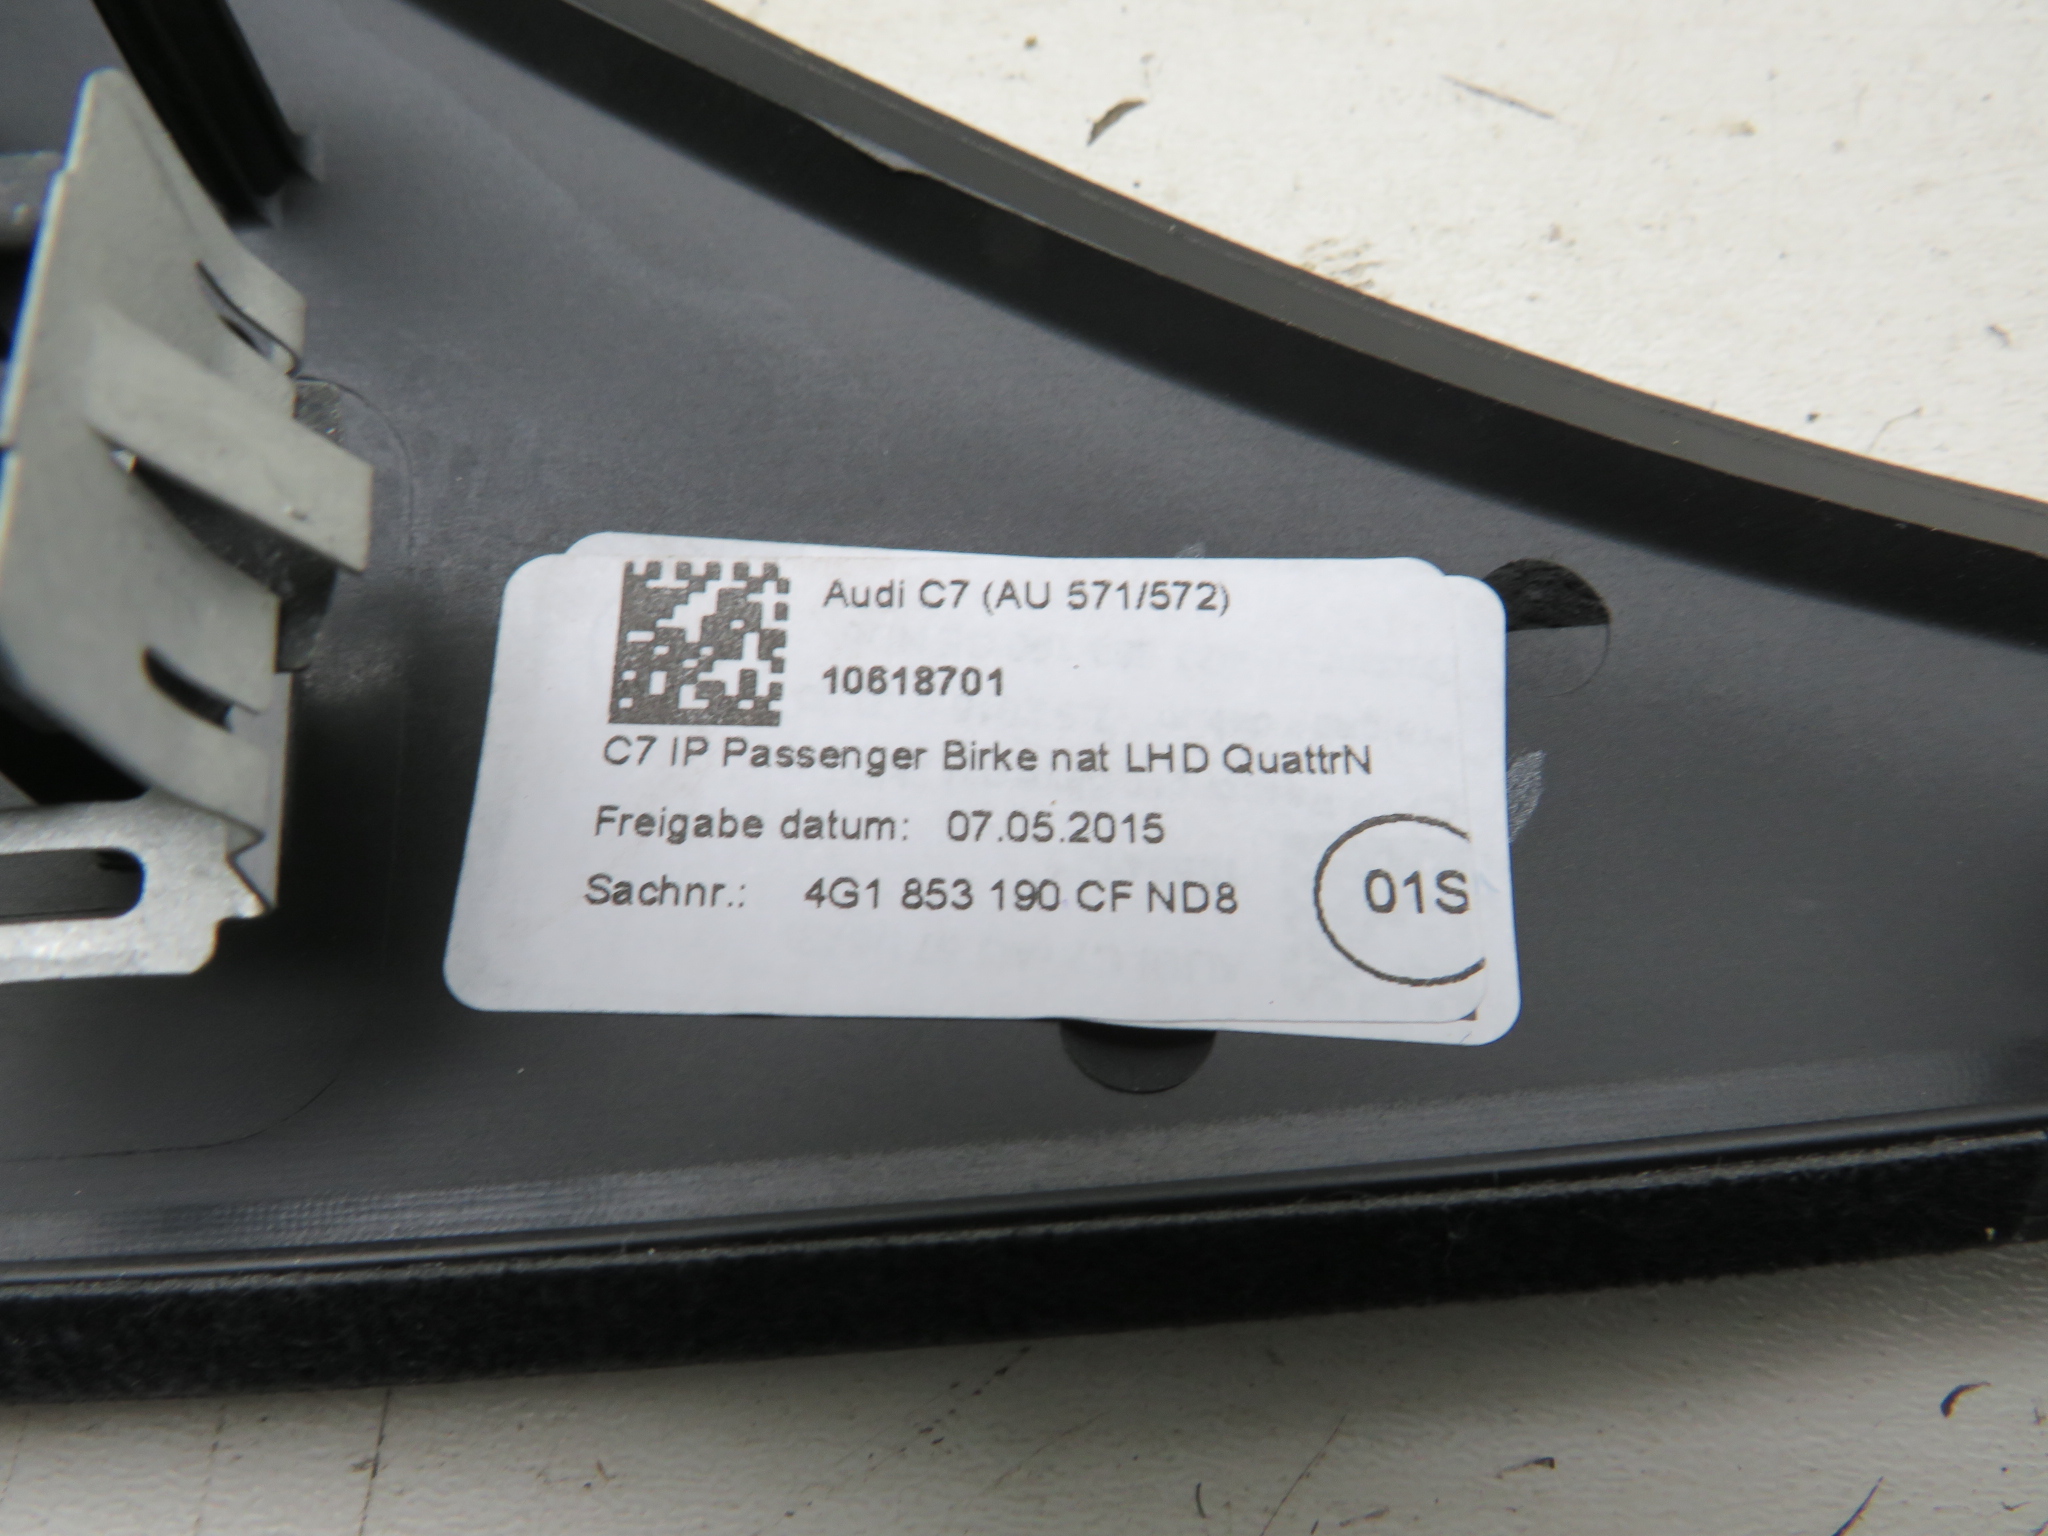 Audi C7 (AU 571/572)
10618701
C7 IP Passenger Birke nat LHD QuattrN
Freigabe datum: 07.05.2015
Sachnr.: 4G1 853 190 CF ND8
01S